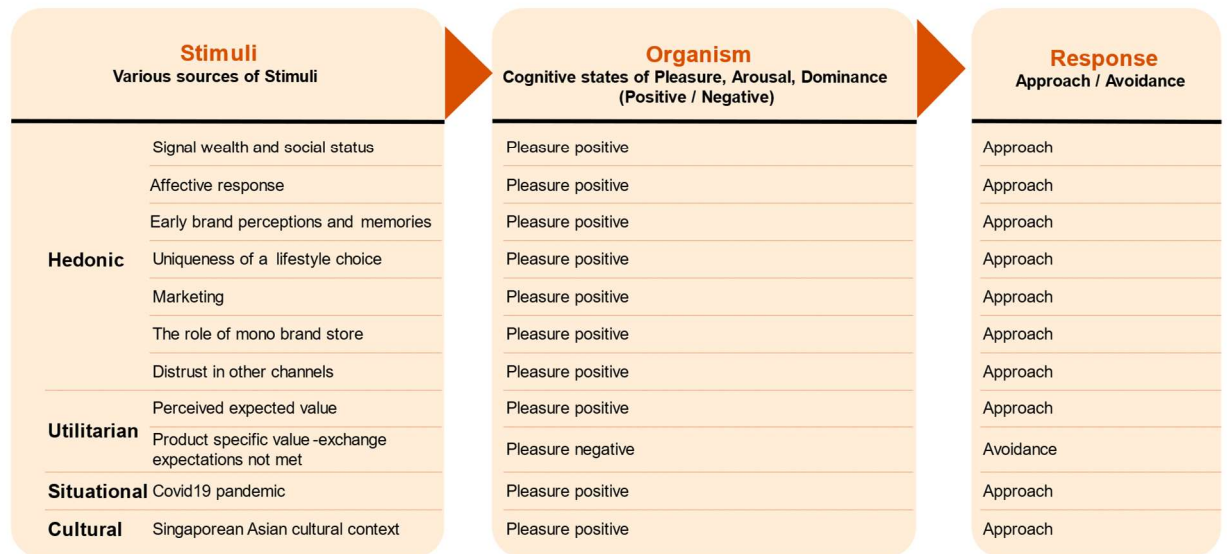 Stimuli
Various sources of Stimuli
Organism
Cognitive states of Pleasure, Arousal, Dominance
(Positive / Negative)
Response
Approach / Avoidance
Hedonic
Signal wealth and social status
Pleasure positive
Approach
Affective response
Pleasure positive
Approach
Early brand perceptions and memories
Pleasure positive
Approach
Uniqueness of a lifestyle choice
Pleasure positive
Approach
Marketing
Pleasure positive
Approach
The role of mono brand store
Pleasure positive
Approach
Distrust in other channels
Pleasure positive
Approach
Utilitarian
Perceived expected value
Pleasure positive
Approach
Product specific value -exchange
expectations not met
Pleasure negative
Avoidance
Situational
Covid19 pandemic
Pleasure positive
Approach
Cultural
Singaporean Asian cultural context
Pleasure positive
Approach